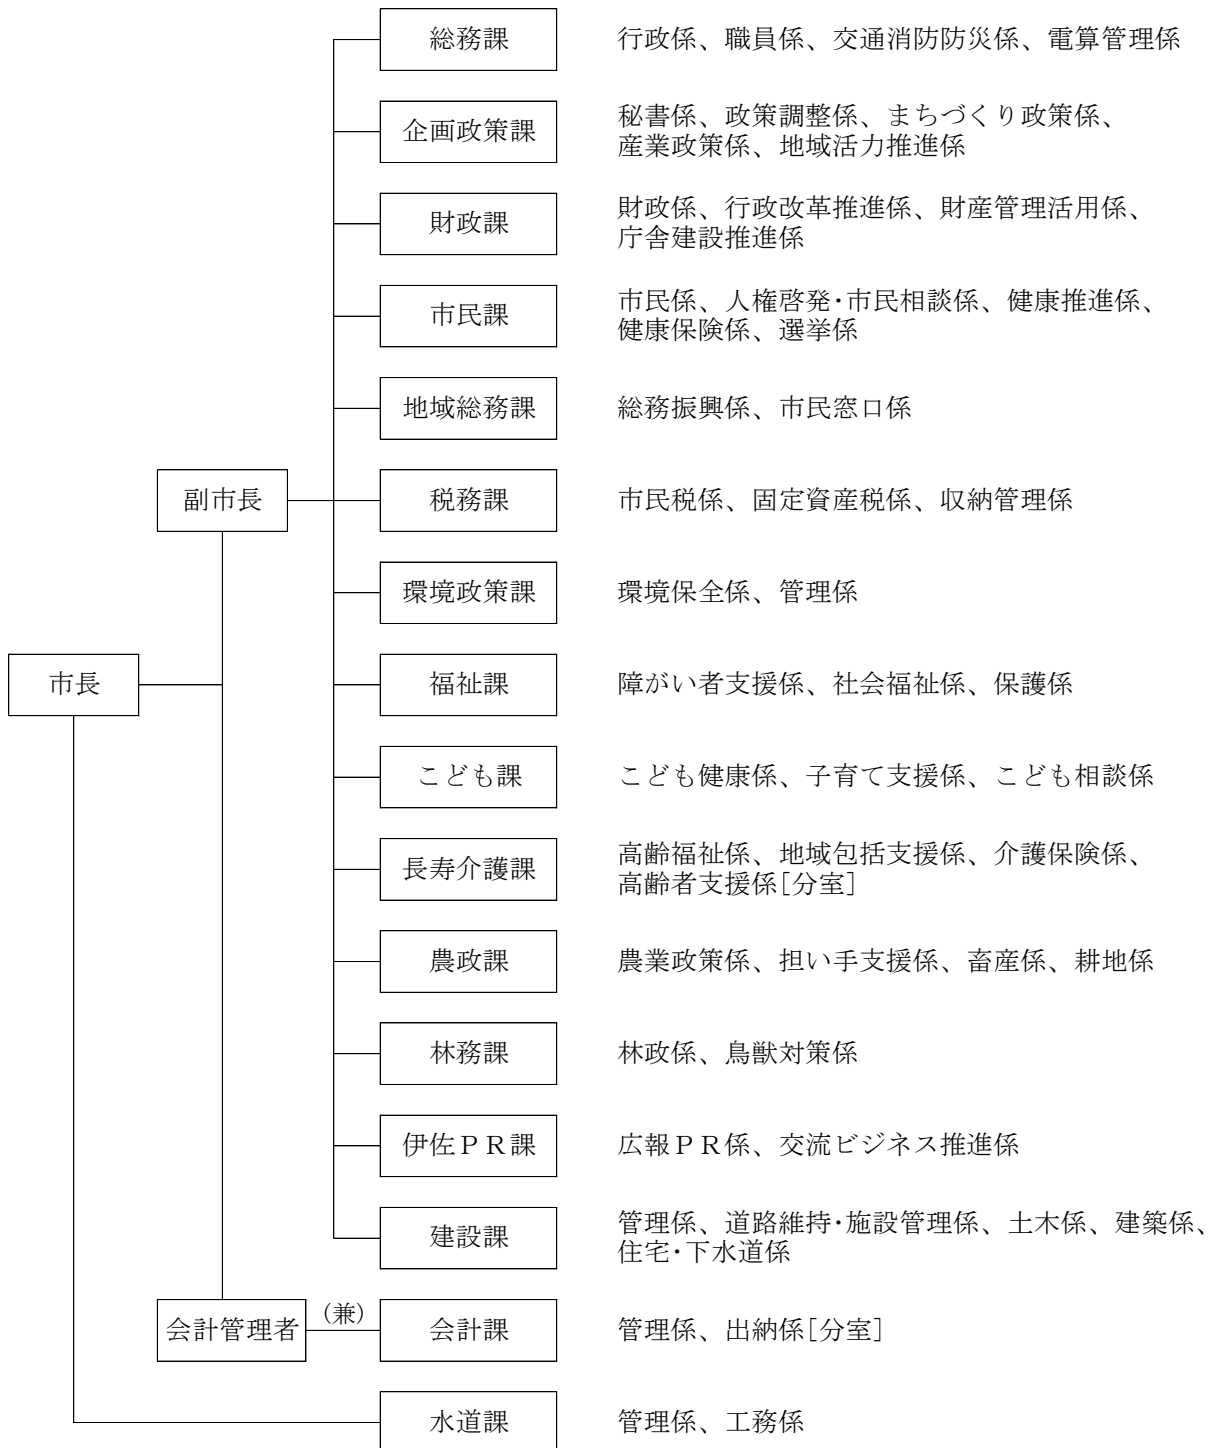 総務課 行政係、職員係、交通消防防災係、電算管理係
企画政策課 秘書係、政策調整係、まちづくり政策係、
産業政策係、地域活力推進係
財政課 財政係、行政改革推進係、財産管理活用係、
庁舎建設推進係
市民課 市民係、人権啓発・市民相談係、健康推進係、
健康保険係、選挙係
地域総務課 総務振興係、市民窓口係
副市長 税務課 市民税係、固定資産税係、収納管理係
環境政策課 環境保全係、管理係
市長 福祉課 障がい者支援係、社会福祉係、保護係
こども課 こども健康係、子育て支援係、こども相談係
長寿介護課 高齢福祉係、地域包括支援係、介護保険係、
高齢者支援係[分室]
農政課 農業政策係、担い手支援係、畜産係、耕地係
林務課 林政係、鳥獣対策係
伊佐ＰＲ課 広報ＰＲ係、交流ビジネス推進係
建設課 管理係、道路維持・施設管理係、土木係、建築係、
住宅・下水道係
会計管理者 (兼) 会計課 管理係、出納係[分室]
水道課 管理係、工務係